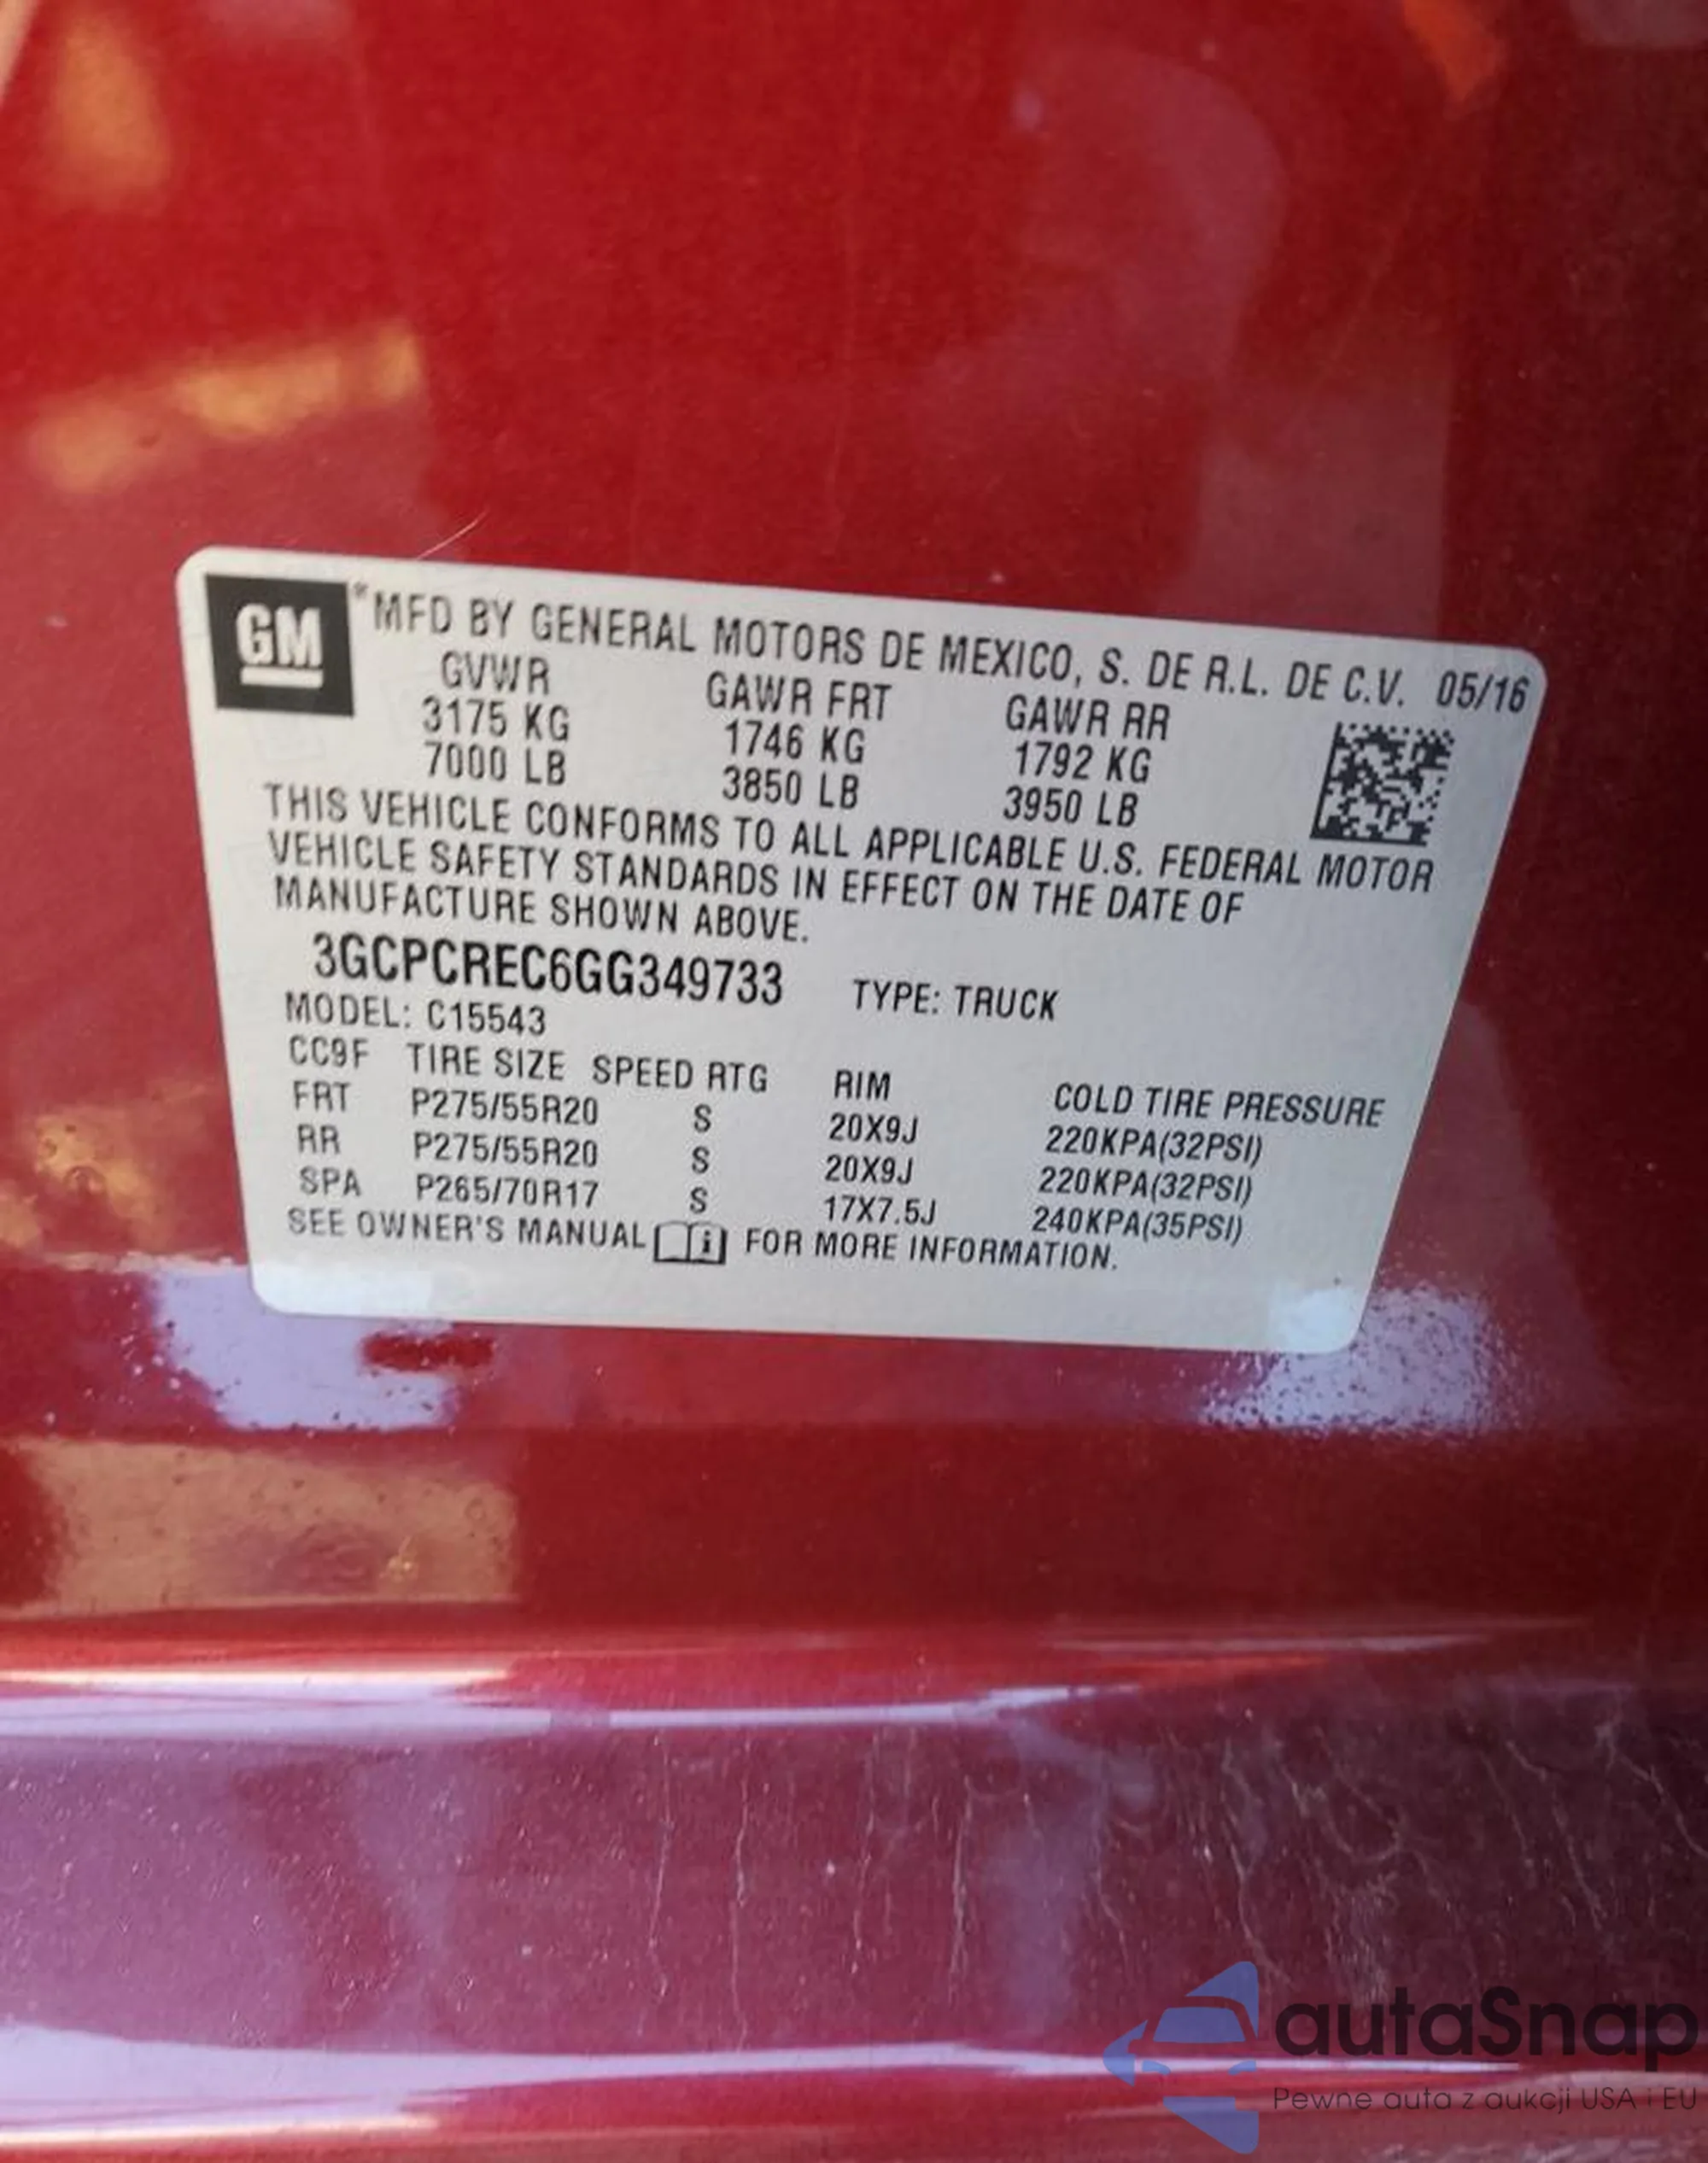 GM
*MFD BY GENERAL MOTORS DE MEXICO, S. DE R.L. DE C.V. 05/16
GVWR GAWR FRT GAWR RR
3175 KG 1746 KG 1792 KG
7000 LB 3850 LB 3950 LB
THIS VEHICLE CONFORMS TO ALL APPLICABLE U.S. FEDERAL MOTOR
VEHICLE SAFETY STANDARDS IN EFFECT ON THE DATE OF
MANUFACTURE SHOWN ABOVE.
3GCPCREC6GG349733 TYPE: TRUCK
MODEL: C15543
CC9F TIRE SIZE SPEED RTG RIM COLD TIRE PRESSURE
FRT P275/55R20 S 20X9J 220KPA(32PSI)
RR P275/55R20 S 20X9J 220KPA(32PSI)
SPA P265/70R17 S 17X7.5J 240KPA(35PSI)
SEE OWNER'S MANUAL i FOR MORE INFORMATION.
autaSnap
Pewne auta z aukcji USA i EU